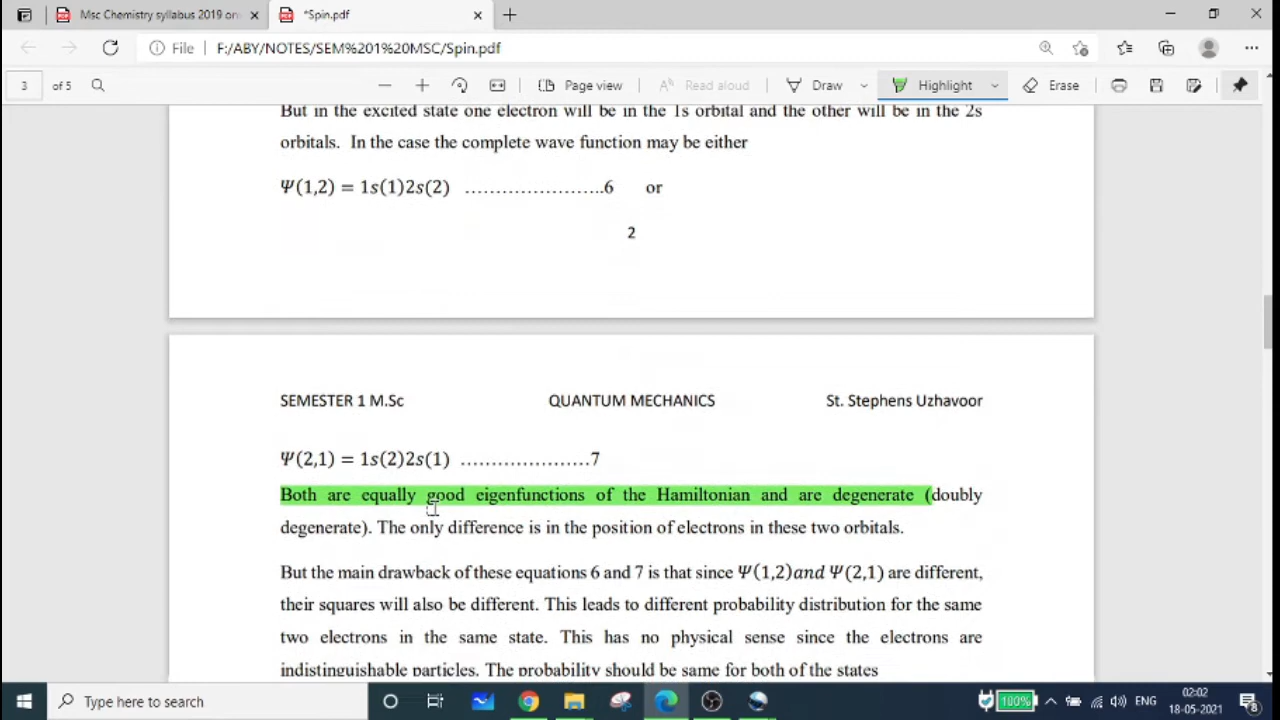 Msc Chemistry syllabus 2019 one
*Spin.pdf
File F:/ABY/NOTES/SEM%201%20MSC/Spin.pdf
3 of 5 Page view Read aloud Draw Highlight Erase
But in the excited state one electron will be in the 1s orbital and the other will be in the 2s
orbitals. In the case the complete wave function may be either
Ψ(1,2) = 1s(1)2s(2) ......................6 or
2
SEMESTER 1 M.Sc QUANTUM MECHANICS St. Stephens Uzhavoor
Ψ(2,1) = 1s(2)2s(1) .....................7
Both are equally good eigenfunctions of the Hamiltonian and are degenerate (doubly
degenerate). The only difference is in the position of electrons in these two orbitals.
But the main drawback of these equations 6 and 7 is that since Ψ(1,2)and Ψ(2,1) are different,
their squares will also be different. This leads to different probability distribution for the same
two electrons in the same state. This has no physical sense since the electrons are
indistinguishable particles. The probability should be same for both of the states
Type here to search 100% ENG 02:02
18-05-2021 8